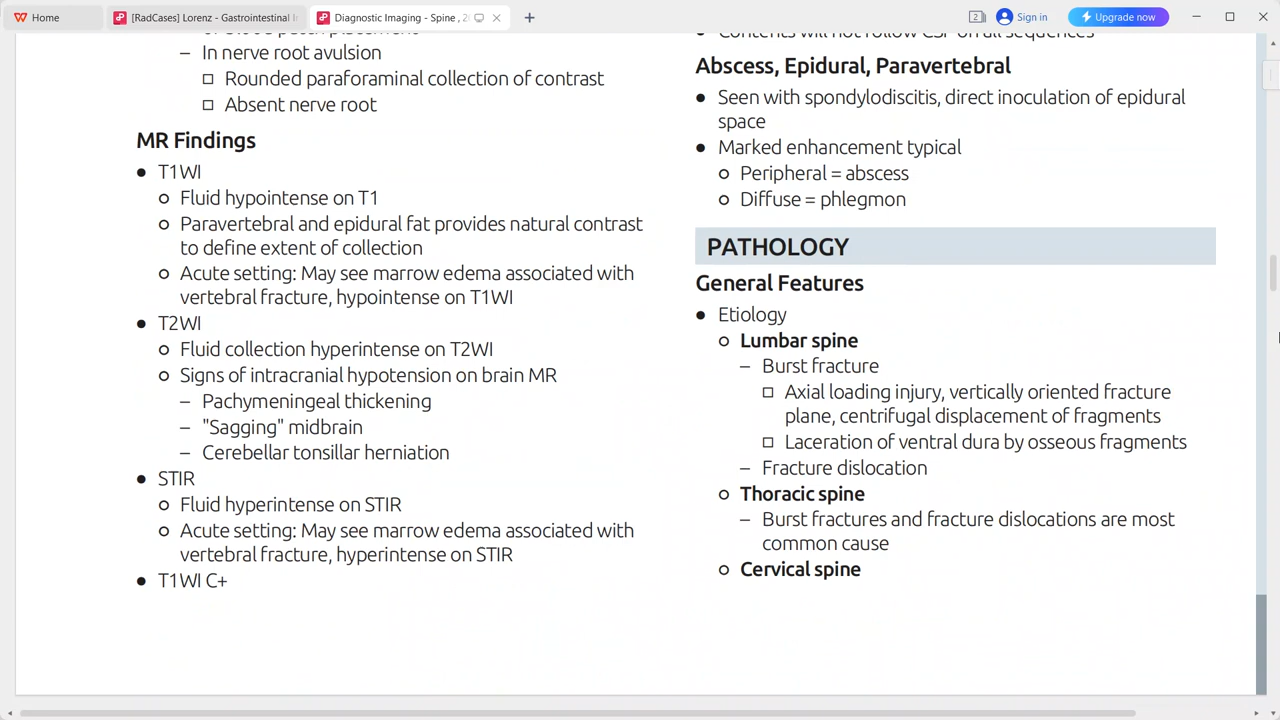 Home
[RadCases] Lorenz - Gastrointestinal I
Diagnostic Imaging - Spine , 2
2
Sign in
Upgrade now
– In nerve root avulsion
□ Rounded paraforaminal collection of contrast
□ Absent nerve root
MR Findings
● T1WI
○ Fluid hypointense on T1
○ Paravertebral and epidural fat provides natural contrast
to define extent of collection
○ Acute setting: May see marrow edema associated with
vertebral fracture, hypointense on T1WI
● T2WI
○ Fluid collection hyperintense on T2WI
○ Signs of intracranial hypotension on brain MR
– Pachymeningeal thickening
– "Sagging" midbrain
– Cerebellar tonsillar herniation
● STIR
○ Fluid hyperintense on STIR
○ Acute setting: May see marrow edema associated with
vertebral fracture, hyperintense on STIR
● T1WI C+
● Contents will not follow CSF on all sequences
Abscess, Epidural, Paravertebral
● Seen with spondylodiscitis, direct inoculation of epidural
space
● Marked enhancement typical
○ Peripheral = abscess
○ Diffuse = phlegmon
PATHOLOGY
General Features
● Etiology
○ Lumbar spine
– Burst fracture
□ Axial loading injury, vertically oriented fracture
plane, centrifugal displacement of fragments
□ Laceration of ventral dura by osseous fragments
– Fracture dislocation
○ Thoracic spine
– Burst fractures and fracture dislocations are most
common cause
○ Cervical spine